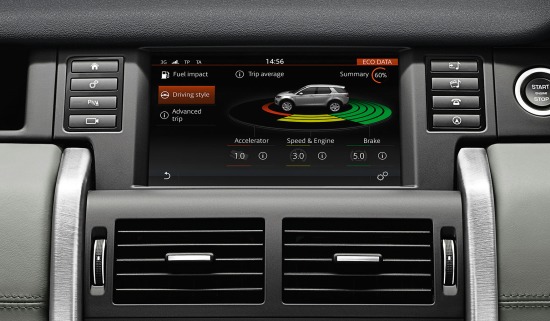 3G TP TA 14:56 ECO DATA
Fuel impact Trip average Summary 60%
Driving style
Advanced
trip
Accelerator Speed & Engine Brake
1.0 3.0 5.0
START
ENGINE
STOP